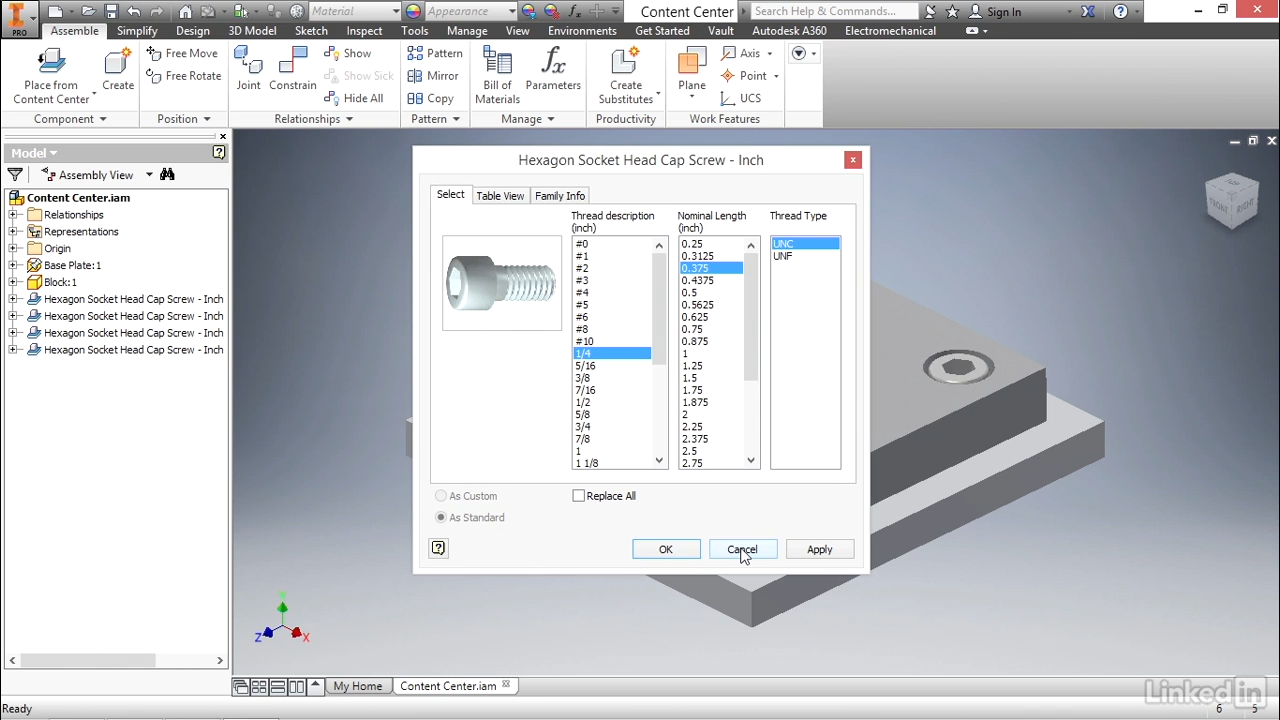 PRO
Material
Appearance
Content Center
Search Help & Commands...
Sign In
Assemble Simplify Design 3D Model Sketch Inspect Tools Manage View Environments Get Started Vault Autodesk A360 Electromechanical
Place from
Content Center
Create
Free Move
Free Rotate
Joint
Constrain
Show
Show Sick
Hide All
Pattern
Mirror
Copy
Bill of
Materials
Parameters
Create
Substitutes
Plane
Axis
Point
UCS
Component
Position
Relationships
Pattern
Manage
Productivity
Work Features
Model
Assembly View
Content Center.iam
Relationships
Representations
Origin
Base Plate:1
Block:1
Hexagon Socket Head Cap Screw - Inch
Hexagon Socket Head Cap Screw - Inch
Hexagon Socket Head Cap Screw - Inch
Hexagon Socket Head Cap Screw - Inch
Hexagon Socket Head Cap Screw - Inch
Select Table View Family Info
Thread description
(inch)
#0
#1
#2
#3
#4
#5
#6
#8
#10
1/4
5/16
3/8
7/16
1/2
5/8
3/4
7/8
1
1 1/8
Nominal Length
(inch)
0.25
0.3125
0.375
0.4375
0.5
0.5625
0.625
0.75
0.875
1
1.25
1.5
1.75
1.875
2
2.25
2.375
2.5
2.75
Thread Type
UNC
UNF
As Custom
As Standard
Replace All
OK
Cancel
Apply
FRONT
RIGHT
Z
X
My Home
Content Center.iam
Ready
6 5
Linked in